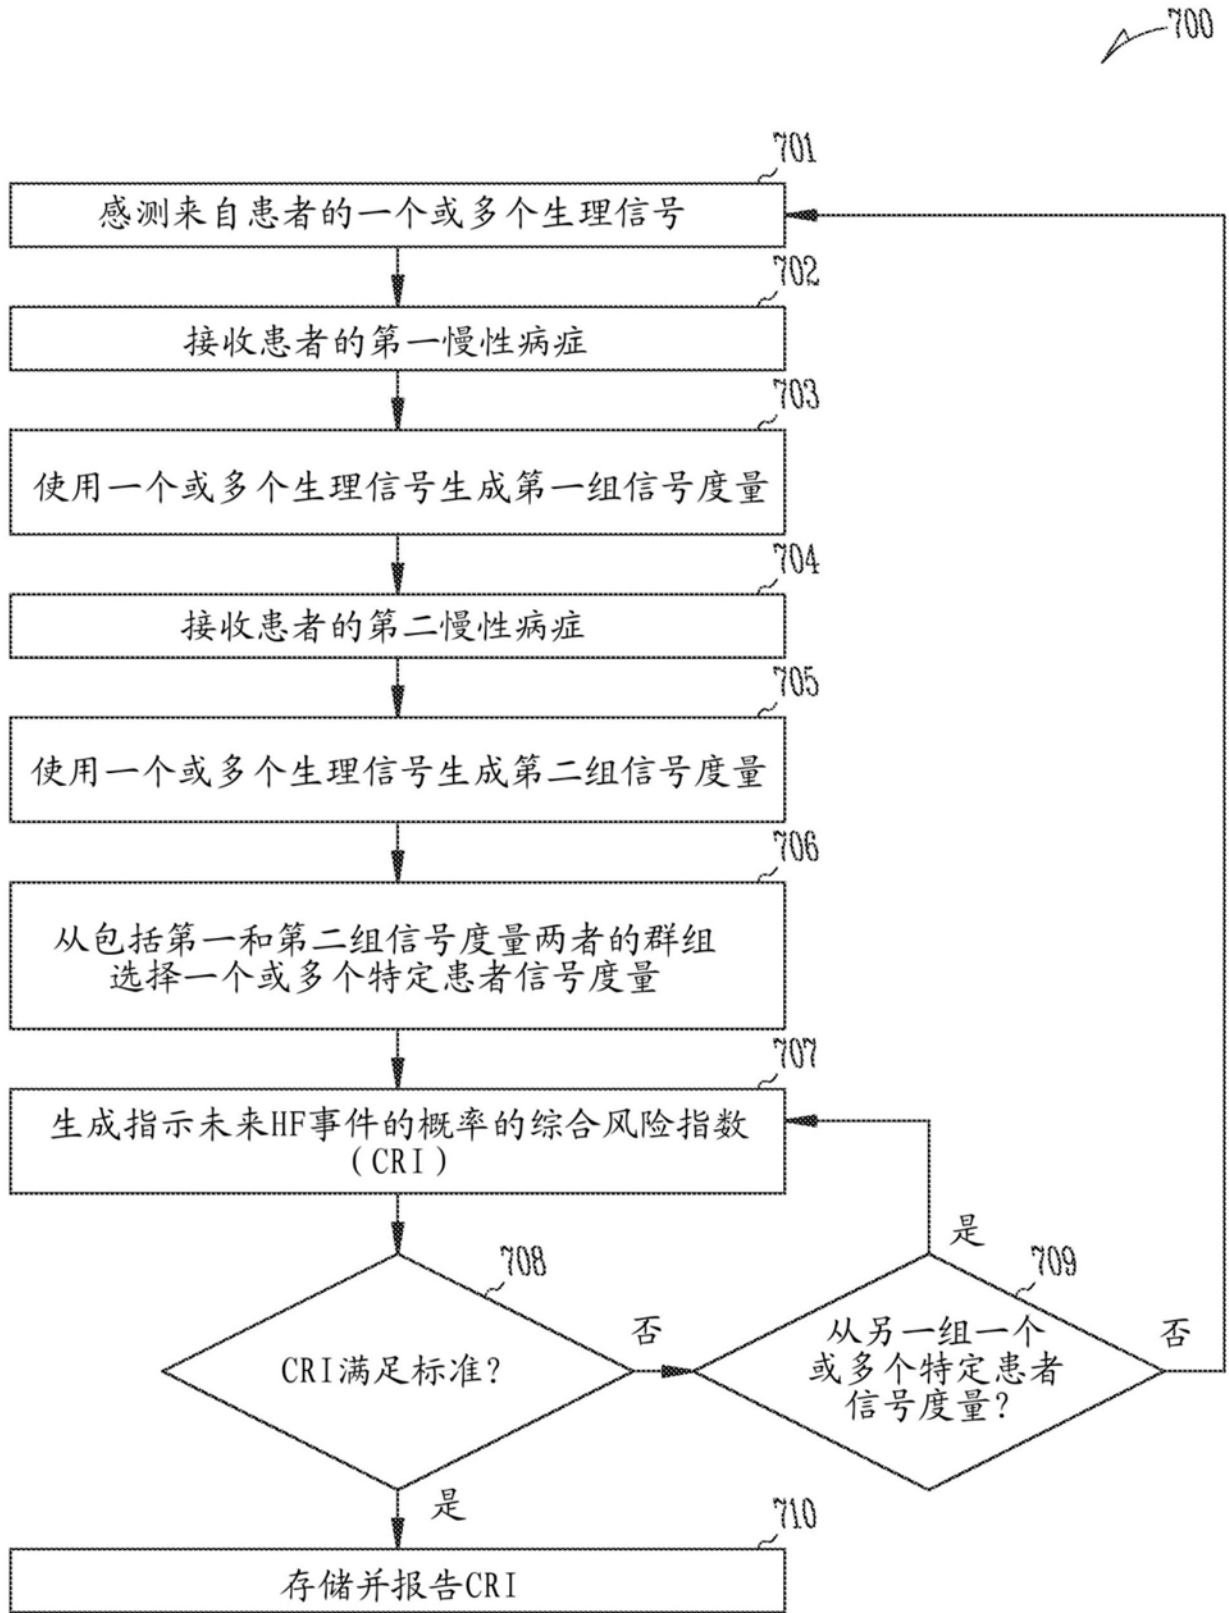 700
701
感测来自患者的一个或多个生理信号
702
接收患者的第一慢性病症
703
使用一个或多个生理信号生成第一组信号度量
704
接收患者的第二慢性病症
705
使用一个或多个生理信号生成第二组信号度量
706
从包括第一和第二组信号度量两者的群组
选择一个或多个特定患者信号度量
707
生成指示未来HF事件的概率的综合风险指数
(CRI)
是
708
709
CRI满足标准?
否
从另一组一个
或多个特定患者
信号度量?
否
是
710
存储并报告CRI